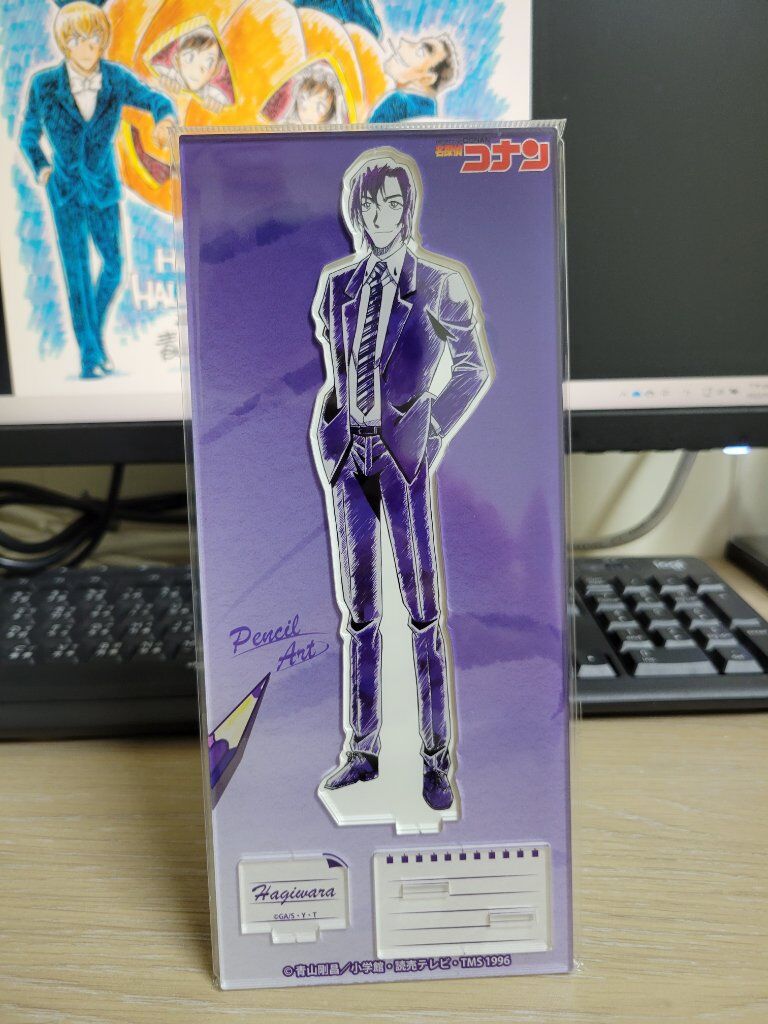 名探偵
コナン
Pencil
Art
Hagiwara
©GA/S・Y・T
©青山剛昌／小学館・読売テレビ・TMS 1996
logi